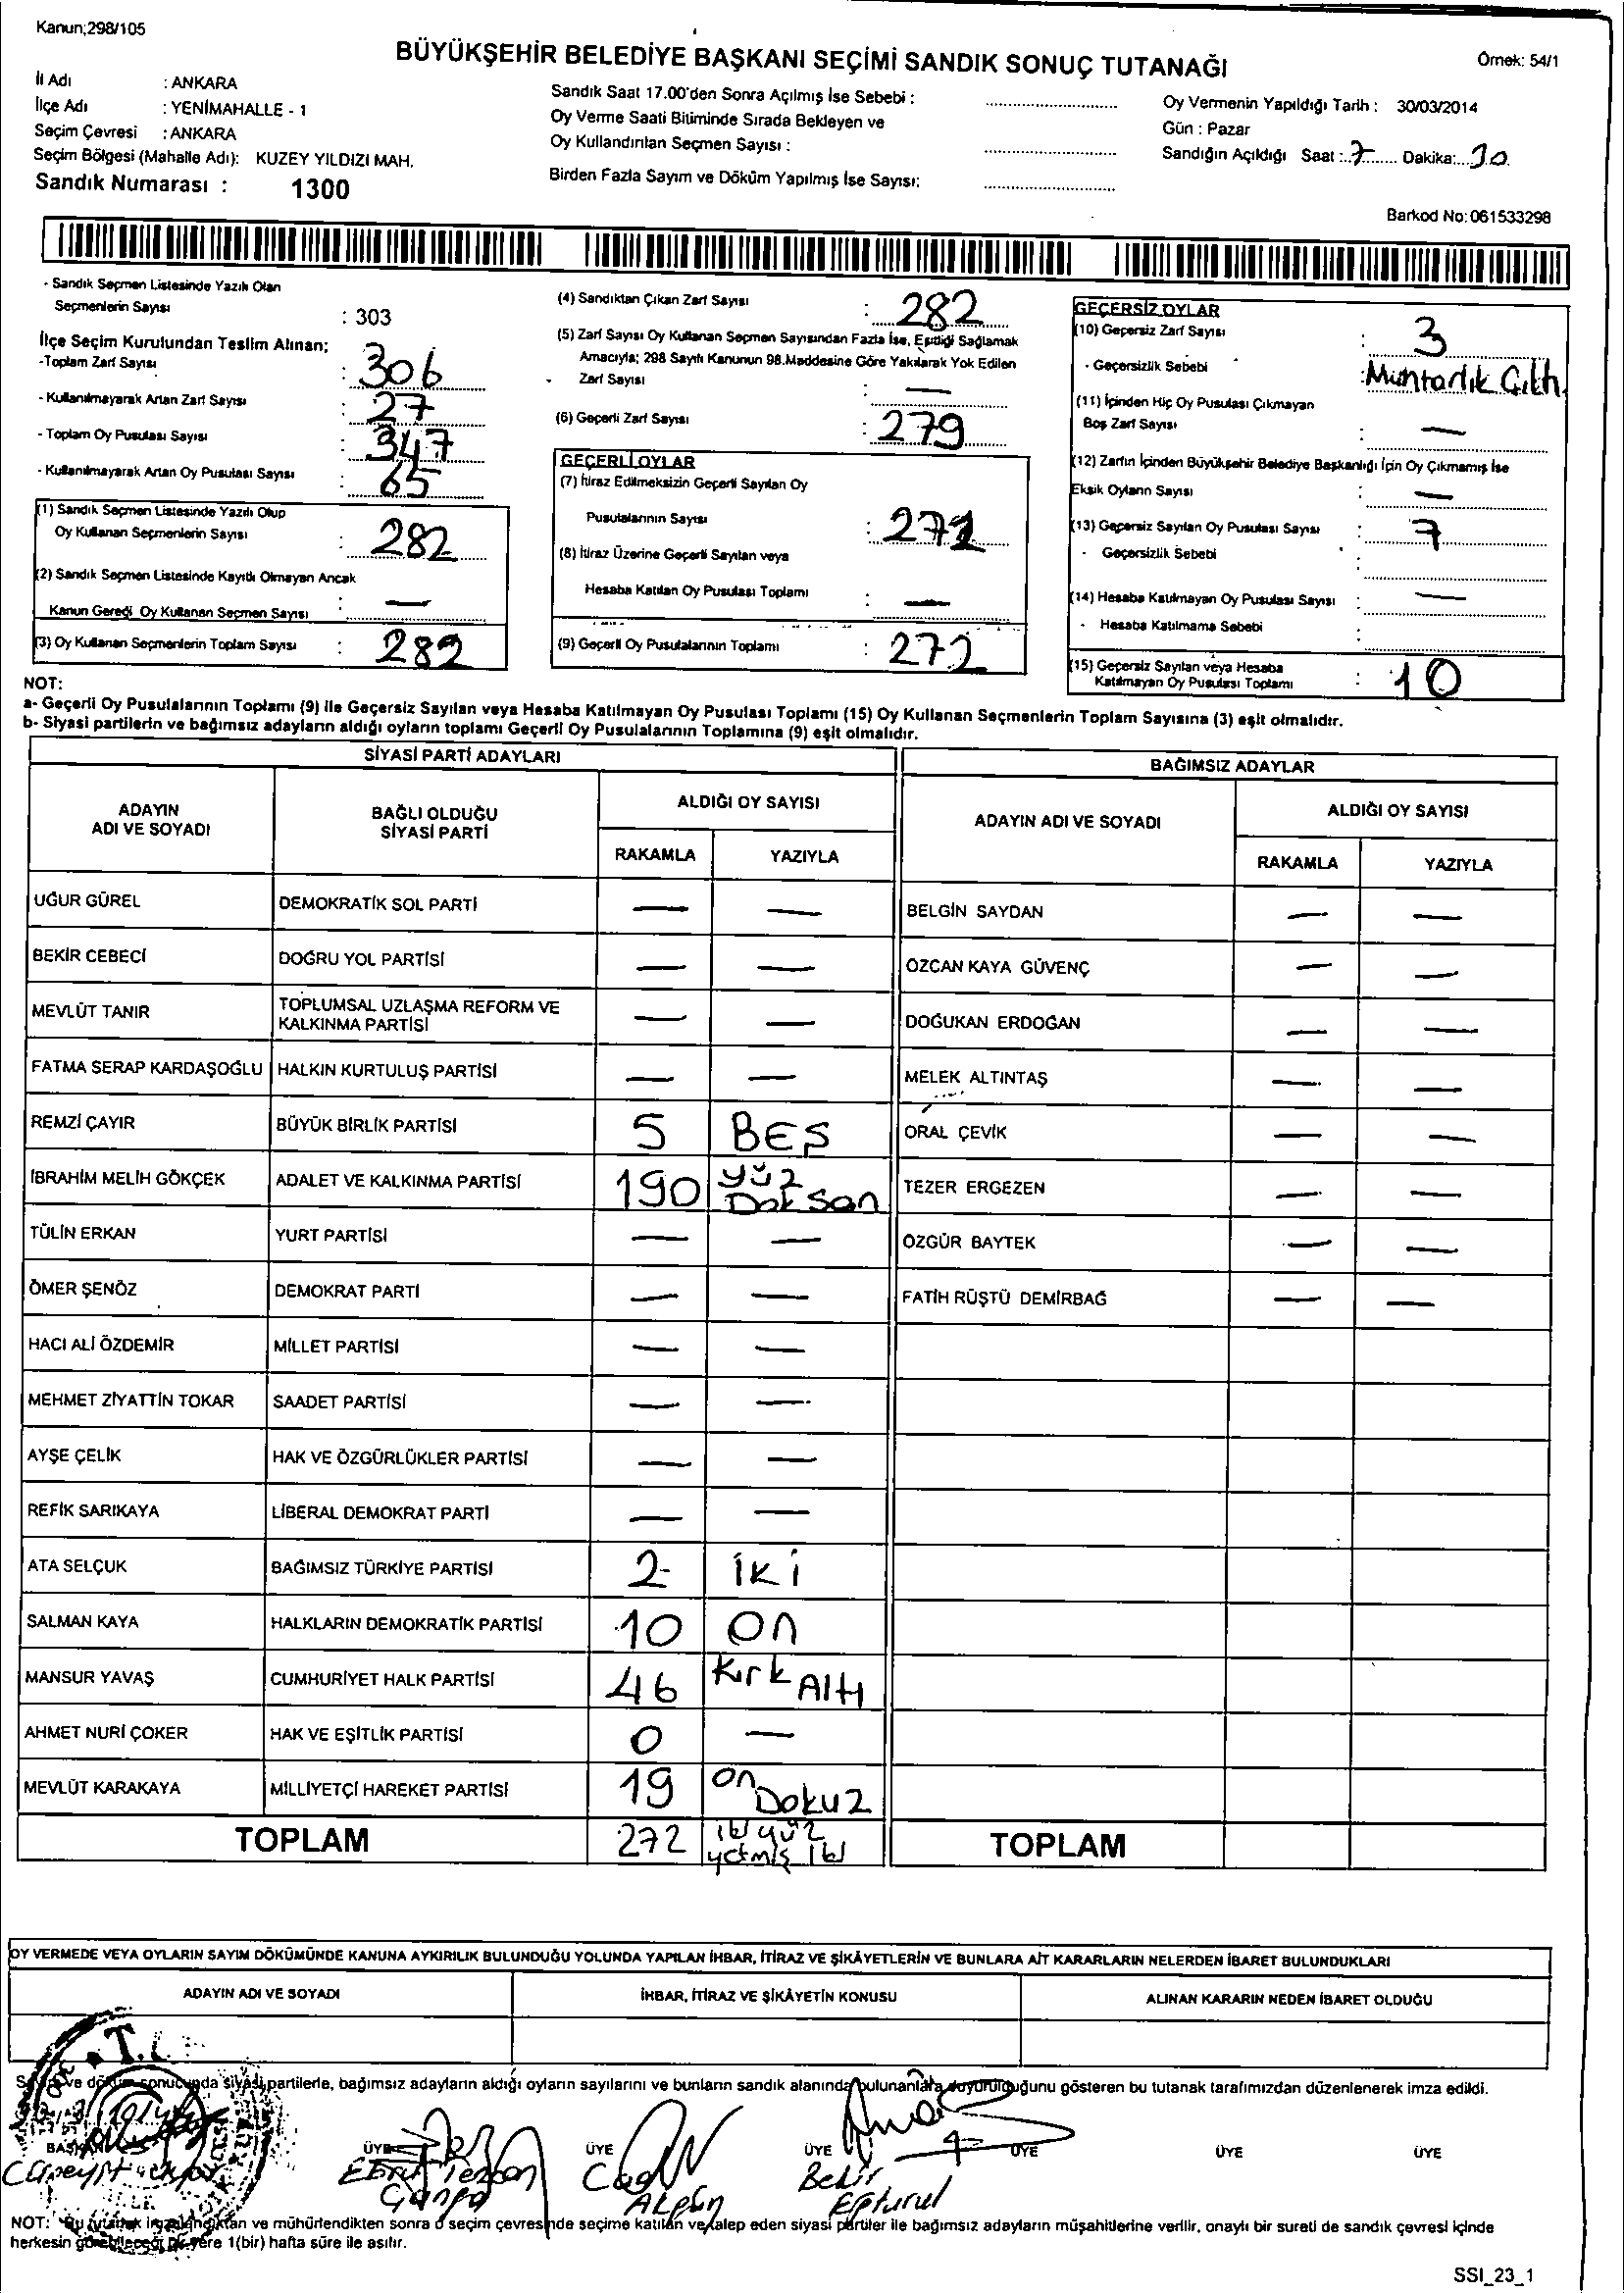 Kanun;298/105
BÜYÜKŞEHİR BELEDİYE BAŞKANI SEÇİMİ SANDIK SONUÇ TUTANAĞI
Örnek: 54/1
İl Adı : ANKARA
İlçe Adı : YENİMAHALLE - 1
Seçim Çevresi : ANKARA
Seçim Bölgesi (Mahalle Adı): KUZEY YILDIZI MAH.
Sandık Numarası : 1300
Sandık Saat 17.00'den Sonra Açılmış İse Sebebi :
Oy Verme Saati Bitiminde Sırada Bekleyen ve
Oy Kullandırılan Seçmen Sayısı :
Birden Fazla Sayım ve Döküm Yapılmış İse Sayısı:
Oy Vermenin Yapıldığı Tarih : 30/03/2014
Gün : Pazar
Sandığın Açıldığı Saat : 7 Dakika: 30
Barkod No: 061533298
- Sandık Seçmen Listesinde Yazılı Olan
Seçmenlerin Sayısı : 303
İlçe Seçim Kurulundan Teslim Alınan;
-Toplam Zarf Sayısı : 306
- Kullanılmayarak Artan Zarf Sayısı : 27
- Toplam Oy Pusulası Sayısı : 347
- Kullanılmayarak Artan Oy Pusulası Sayısı : 65
(1) Sandık Seçmen Listesinde Yazılı Olup
Oy Kullanan Seçmenlerin Sayısı : 282
(2) Sandık Seçmen Listesinde Kayıtlı Olmayan Ancak
Kanun Gereği Oy Kullanan Seçmen Sayısı : —
(3) Oy Kullanan Seçmenlerin Toplam Sayısı : 282
(4) Sandıktan Çıkan Zarf Sayısı : 282
(5) Zarf Sayısı Oy Kullanan Seçmen Sayısından Fazla İse, Eşitliği Sağlamak
Amacıyla; 298 Sayılı Kanunun 98.Maddesine Göre Yakılarak Yok Edilen
Zarf Sayısı : —
(6) Geçerli Zarf Sayısı : 279
GEÇERLİ OYLAR
(7) İtiraz Edilmeksizin Geçerli Sayılan Oy
Pusulalarının Sayısı : 272
(8) İtiraz Üzerine Geçerli Sayılan veya
Hesaba Katılan Oy Pusulası Toplamı : —
(9) Geçerli Oy Pusulalarının Toplamı : 272
GEÇERSİZ OYLAR
(10) Geçersiz Zarf Sayısı : 3
- Geçersizlik Sebebi : Muhtarlık
(11) İçinden Hiç Oy Pusulası Çıkmayan
Boş Zarf Sayısı : —
(12) Zarfın İçinden Büyükşehir Belediye Başkanlığı İçin Oy Çıkmamış İse
Eksik Oyların Sayısı : —
(13) Geçersiz Sayılan Oy Pusulası Sayısı : 7
- Geçersizlik Sebebi :
(14) Hesaba Katılmayan Oy Pusulası Sayısı : —
- Hesaba Katılmama Sebebi :
(15) Geçersiz Sayılan veya Hesaba
Katılmayan Oy Pusulası Toplamı : 10
NOT:
a- Geçerli Oy Pusulalarının Toplamı (9) ile Geçersiz Sayılan veya Hesaba Katılmayan Oy Pusulası Toplamı (15) Oy Kullanan Seçmenlerin Toplam Sayısına (3) eşit olmalıdır.
b- Siyasi partilerin ve bağımsız adayların aldığı oyların toplamı Geçerli Oy Pusulalarının Toplamına (9) eşit olmalıdır.
SİYASİ PARTİ ADAYLARI
ADAYIN ADI VE SOYADI BAĞLI OLDUĞU SİYASİ PARTİ ALDIĞI OY SAYISI
RAKAMLA YAZIYLA
UĞUR GÜREL DEMOKRATİK SOL PARTİ — —
BEKİR CEBECİ DOĞRU YOL PARTİSİ — —
MEVLÜT TANIR TOPLUMSAL UZLAŞMA REFORM VE KALKINMA PARTİSİ — —
FATMA SERAP KARDAŞOĞLU HALKIN KURTULUŞ PARTİSİ — —
REMZİ ÇAYIR BÜYÜK BİRLİK PARTİSİ 5 BEŞ
İBRAHİM MELİH GÖKÇEK ADALET VE KALKINMA PARTİSİ 190 yüz Doksan
TÜLİN ERKAN YURT PARTİSİ — —
ÖMER ŞENÖZ DEMOKRAT PARTİ — —
HACI ALİ ÖZDEMİR MİLLET PARTİSİ — —
MEHMET ZİYATTİN TOKAR SAADET PARTİSİ — —
AYŞE ÇELİK HAK VE ÖZGÜRLÜKLER PARTİSİ — —
REFİK SARIKAYA LİBERAL DEMOKRAT PARTİ — —
ATA SELÇUK BAĞIMSIZ TÜRKİYE PARTİSİ 2 iki
SALMAN KAYA HALKLARIN DEMOKRATİK PARTİSİ 10 on
MANSUR YAVAŞ CUMHURİYET HALK PARTİSİ 46 Kırk Altı
AHMET NURİ ÇOKER HAK VE EŞİTLİK PARTİSİ 0 —
MEVLÜT KARAKAYA MİLLİYETÇİ HAREKET PARTİSİ 19 on Dokuz
TOPLAM 272 iki yüz yetmiş iki
BAĞIMSIZ ADAYLAR
ADAYIN ADI VE SOYADI ALDIĞI OY SAYISI
RAKAMLA YAZIYLA
BELGİN SAYDAN — —
ÖZCAN KAYA GÜVENÇ — —
DOĞUKAN ERDOĞAN — —
MELEK ALTINTAŞ — —
ORAL ÇEVİK — —
TEZER ERGEZEN — —
ÖZGÜR BAYTEK — —
FATİH RÜŞTÜ DEMİRBAĞ — —
TOPLAM
OY VERMEDE VEYA OYLARIN SAYIM DÖKÜMÜNDE KANUNA AYKIRILIK BULUNDUĞU YOLUNDA YAPILAN İHBAR, İTİRAZ VE ŞİKÂYETLERİN VE BUNLARA AİT KARARLARIN NELERDEN İBARET BULUNDUKLARI
ADAYIN ADI VE SOYADI İHBAR, İTİRAZ VE ŞİKÂYETİN KONUSU ALINAN KARARIN NEDEN İBARET OLDUĞU
T.C
Sayım ve döküm sonucunda siyasi partilerle, bağımsız adayların aldığı oyların sayılarını ve bunların sandık alanında bulunanlara duyurulduğunu gösteren bu tutanak tarafımızdan düzenlenerek imza edildi.
BAŞKAN ÜYE ÜYE ÜYE ÜYE ÜYE ÜYE
Bekir
NOT: Bu tutanak imzalandıktan ve mühürlendikten sonra o seçim çevresinde seçime katılan ve talep eden siyasi partiler ile bağımsız adayların müşahitlerine verilir, onaylı bir sureti de sandık çevresi içinde
herkesin görebileceği bir yere 1(bir) hafta süre ile asılır.
SSI_23_1